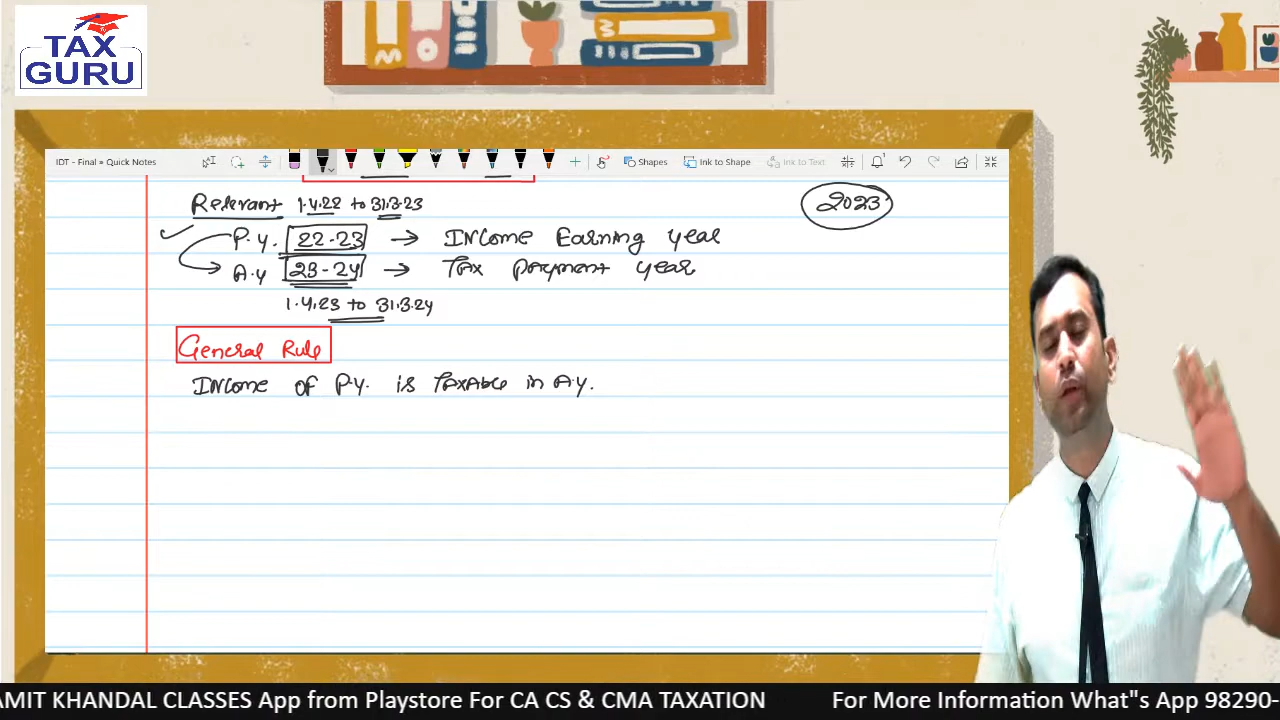 TAX
GURU
IDT - Final » Quick Notes
Shapes
Ink to Shape
Ink to Text
Relevant 1.4.22 to 31.3.23
2023
P.y. 22-23 → Income Earning year
A.y 23-24 → Tax payment year
1.4.23 to 31.3.24
General Rule
Income of P.y. is Taxable in A.y.
AMIT KHANDAL CLASSES App from Playstore For CA CS & CMA TAXATION For More Information What"s App 98290-